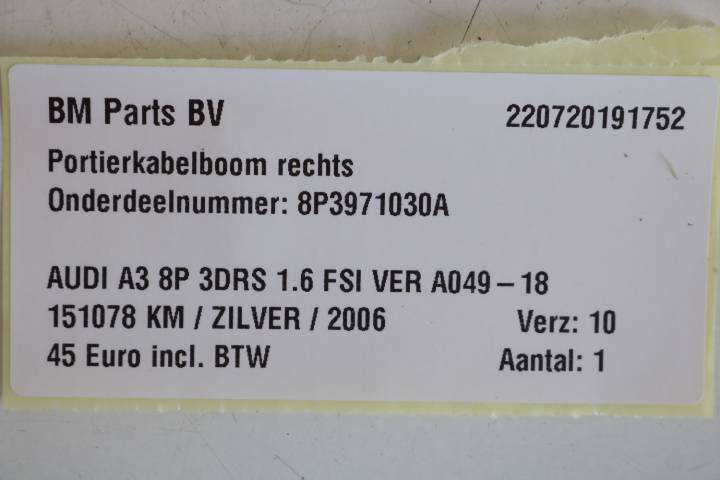 BM Parts BV 220720191752
Portierkabelboom rechts
Onderdeelnummer: 8P3971030A
AUDI A3 8P 3DRS 1.6 FSI VER A049 – 18
151078 KM / ZILVER / 2006 Verz: 10
45 Euro incl. BTW Aantal: 1